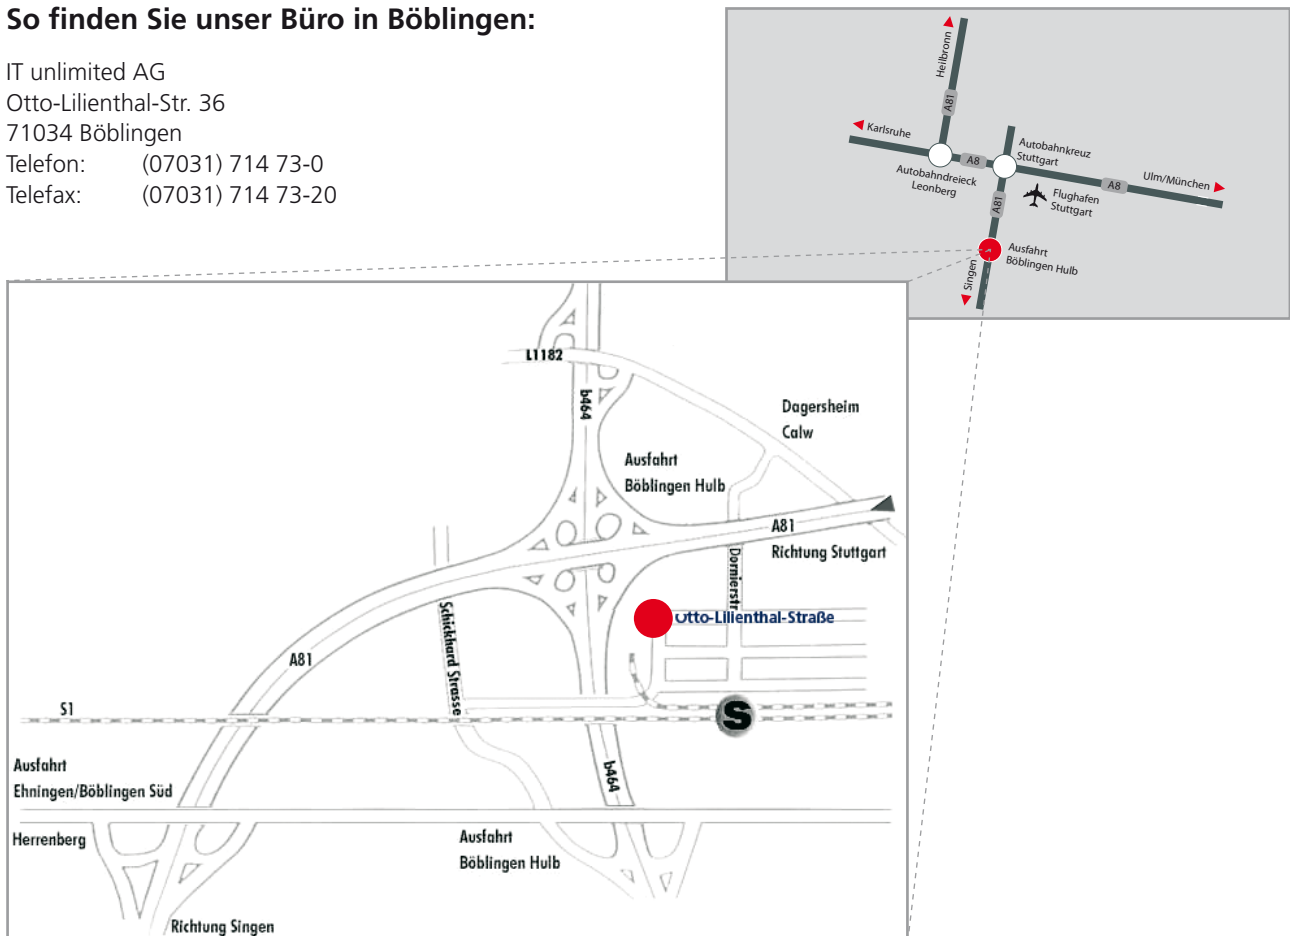 So finden Sie unser Büro in Böblingen:
IT unlimited AG
Otto-Lilienthal-Str. 36
71034 Böblingen
Telefon: (07031) 714 73-0
Telefax: (07031) 714 73-20
Heilbronn
A81
Karlsruhe
A8
Autobahnkreuz
Stuttgart
Autobahndreieck
Leonberg
A8
Ulm/München
Flughafen
Stuttgart
A81
Ausfahrt
Böblingen Hulb
Singen
L1182
b464
Dagersheim
Calw
Ausfahrt
Böblingen Hulb
A81
Richtung Stuttgart
Dornierstr
Otto-Lilienthal-Straße
Schickhard Strasse
A81
S1
S
b464
Ausfahrt
Ehningen/Böblingen Süd
Herrenberg
Ausfahrt
Böblingen Hulb
Richtung Singen